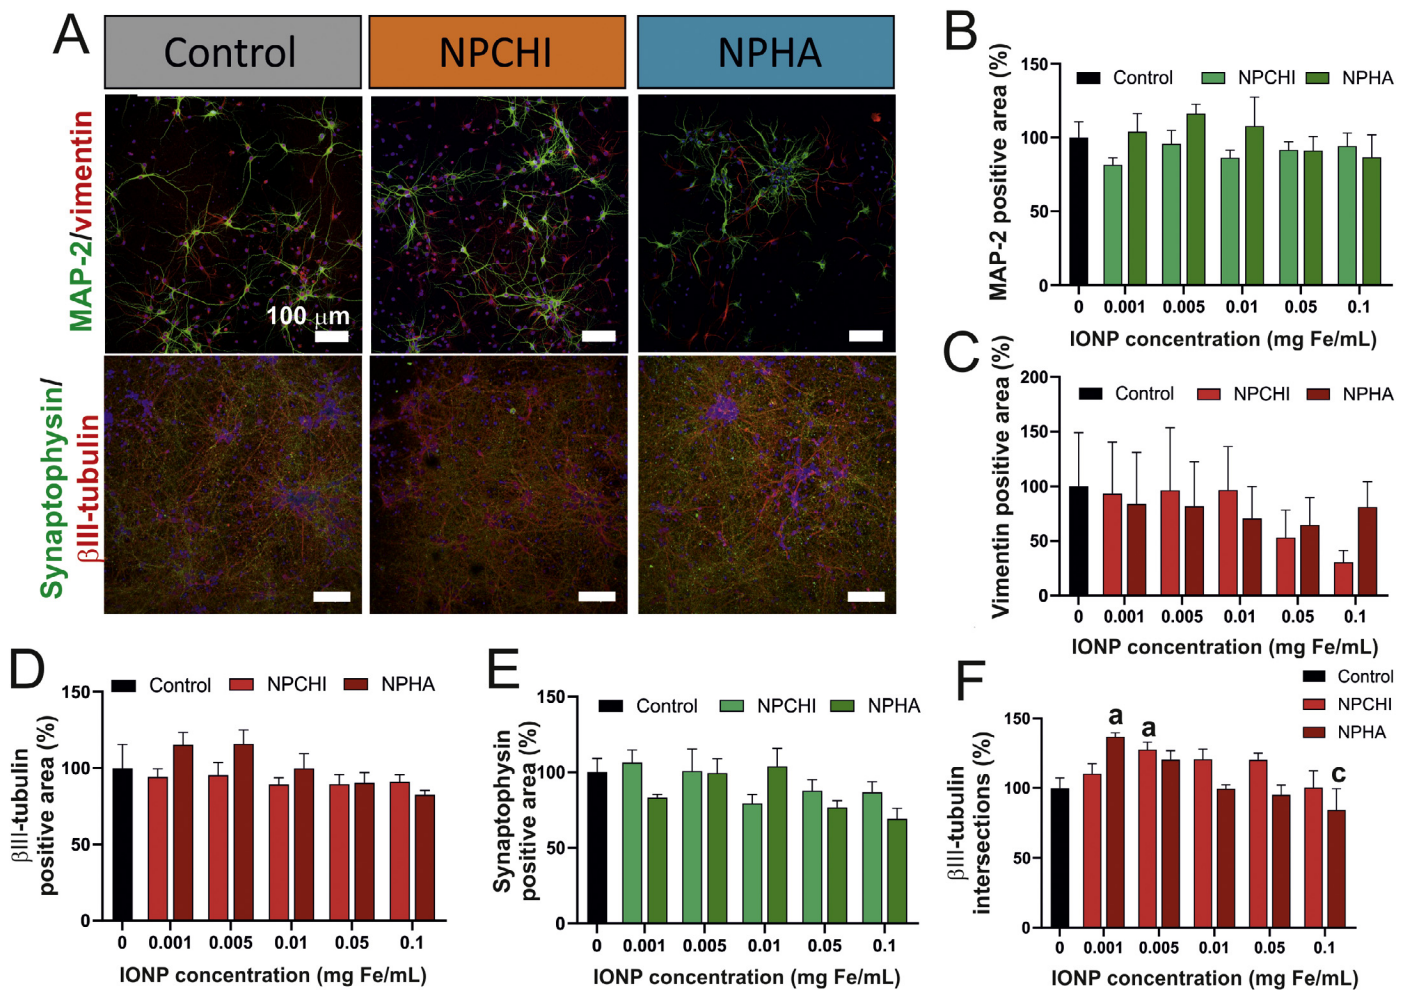 A
Control
NPCHI
NPHA
MAP-2/vimentin
100 μm
Synaptophysin/
βIII-tubulin
B
MAP-2 positive area (%)
Control
NPCHI
NPHA
150
100
50
0
0
0.001
0.005
0.01
0.05
0.1
IONP concentration (mg Fe/mL)
C
Vimentin positive area (%)
Control
NPCHI
NPHA
200
150
100
50
0
0
0.001
0.005
0.01
0.05
0.1
IONP concentration (mg Fe/mL)
D
βIII-tubulin
positive area (%)
Control
NPCHI
NPHA
150
100
50
0
0
0.001
0.005
0.01
0.05
0.1
IONP concentration (mg Fe/mL)
E
Synaptophysin
positive area (%)
Control
NPCHI
NPHA
150
100
50
0
0
0.001
0.005
0.01
0.05
0.1
IONP concentration (mg Fe/mL)
F
βIII-tubulin
intersections (%)
Control
NPCHI
NPHA
150
100
50
0
a
a
c
0
0.001
0.005
0.01
0.05
0.1
IONP concentration (mg Fe/mL)